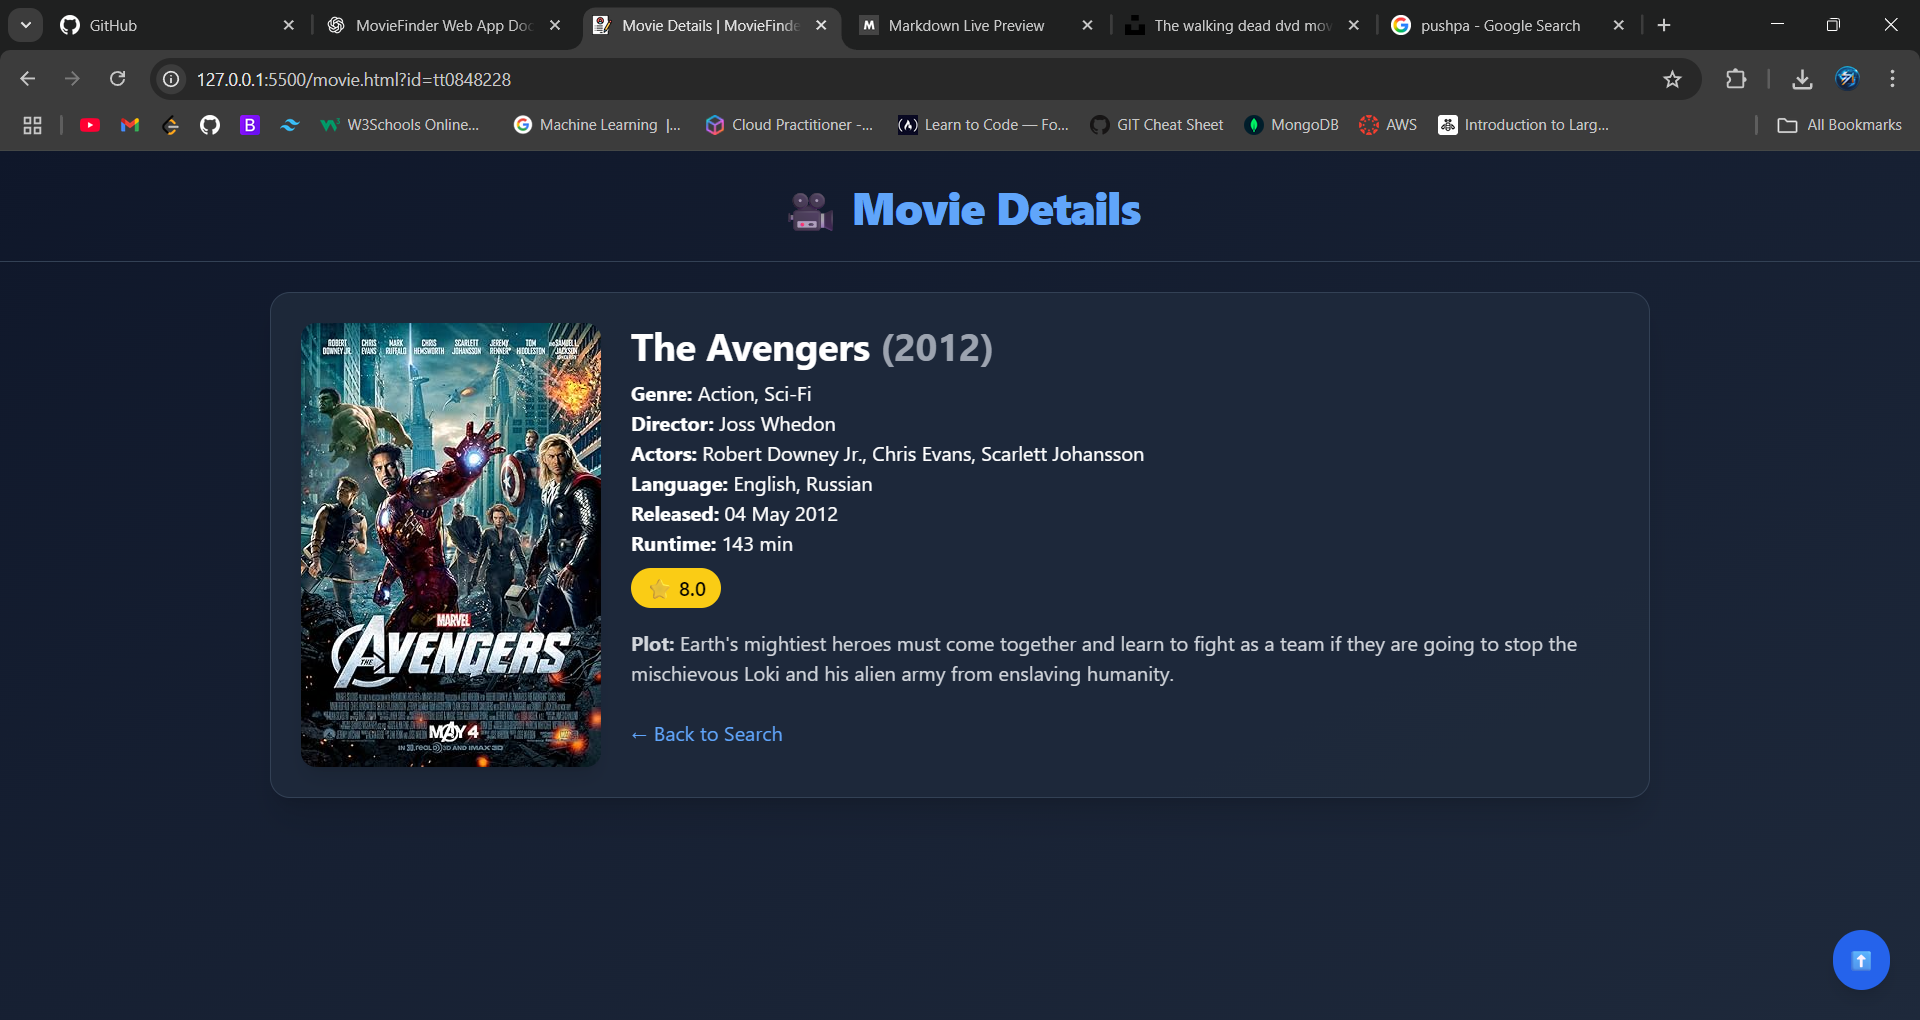 GitHub
MovieFinder Web App Doc
Movie Details | MovieFinde
M Markdown Live Preview
The walking dead dvd mov
pushpa - Google Search
127.0.0.1:5500/movie.html?id=tt0848228
B
W3Schools Online...
Machine Learning |...
Cloud Practitioner -...
Learn to Code — Fo...
GIT Cheat Sheet
MongoDB
AWS
Introduction to Larg...
All Bookmarks
Movie Details
ROBERT DOWNEY JR. CHRIS EVANS MARK RUFFALO CHRIS HEMSWORTH SCARLETT JOHANSSON JEREMY RENNER TOM HIDDLESTON AND SAMUEL L. JACKSON
MARVEL
THE AVENGERS
MAY 4
IN 3D, REAL D 3D AND IMAX 3D
The Avengers (2012)
Genre: Action, Sci-Fi
Director: Joss Whedon
Actors: Robert Downey Jr., Chris Evans, Scarlett Johansson
Language: English, Russian
Released: 04 May 2012
Runtime: 143 min
⭐ 8.0
Plot: Earth's mightiest heroes must come together and learn to fight as a team if they are going to stop the
mischievous Loki and his alien army from enslaving humanity.
← Back to Search